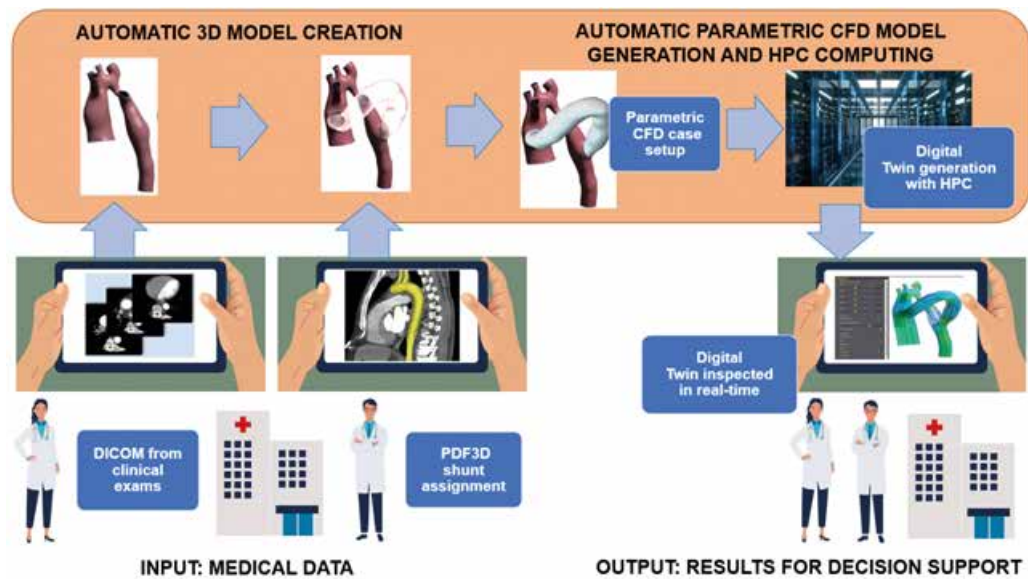 AUTOMATIC 3D MODEL CREATION
AUTOMATIC PARAMETRIC CFD MODEL
GENERATION AND HPC COMPUTING
Parametric
CFD case
setup
Digital
Twin generation
with HPC
Digital
Twin inspected
in real-time
DICOM from
clinical
exams
PDF3D
shunt
assignment
INPUT: MEDICAL DATA
OUTPUT: RESULTS FOR DECISION SUPPORT